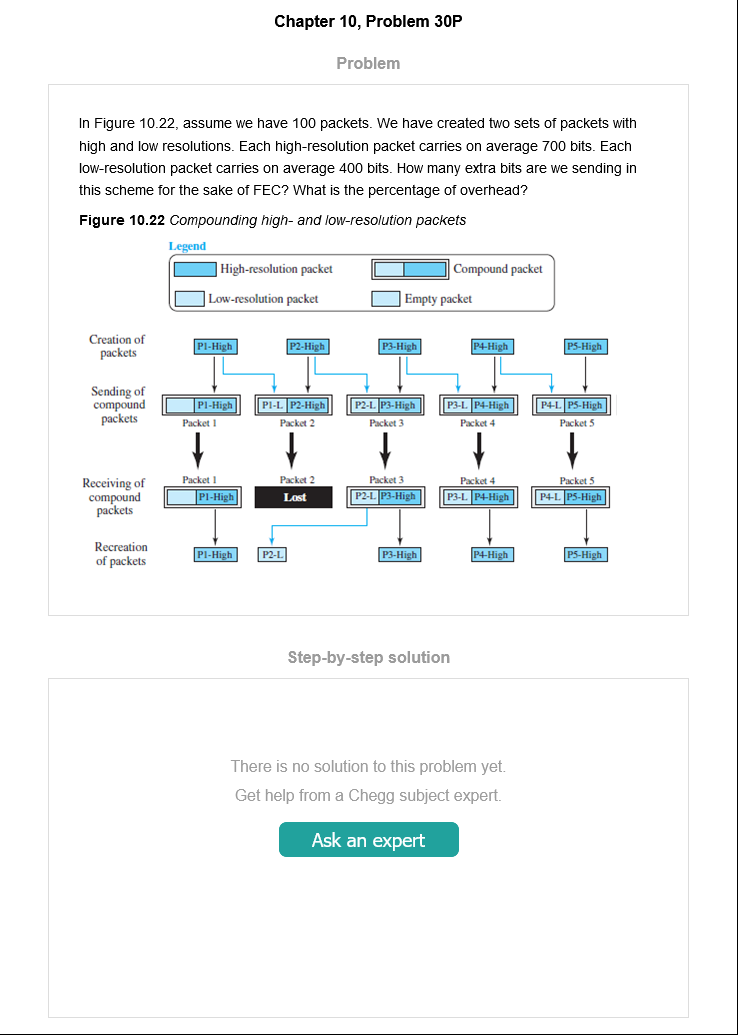 Chapter 10, Problem 30P
Problem
In Figure 10.22, assume we have 100 packets. We have created two sets of packets with
high and low resolutions. Each high-resolution packet carries on average 700 bits. Each
low-resolution packet carries on average 400 bits. How many extra bits are we sending in
this scheme for the sake of FEC? What is the percentage of overhead?
Figure 10.22 Compounding high- and low-resolution packets
Legend
High-resolution packet Compound packet
Low-resolution packet Empty packet
Creation of
packets
P1-High P2-High P3-High P4-High P5-High
Sending of
compound
packets
P1-High P1-L P2-High P2-L P3-High P3-L P4-High P4-L P5-High
Packet 1 Packet 2 Packet 3 Packet 4 Packet 5
Receiving of
compound
packets
Packet 1 Packet 2 Packet 3 Packet 4 Packet 5
P1-High Lost P2-L P3-High P3-L P4-High P4-L P5-High
Recreation
of packets
P1-High P2-L P3-High P4-High P5-High
Step-by-step solution
There is no solution to this problem yet.
Get help from a Chegg subject expert.
Ask an expert